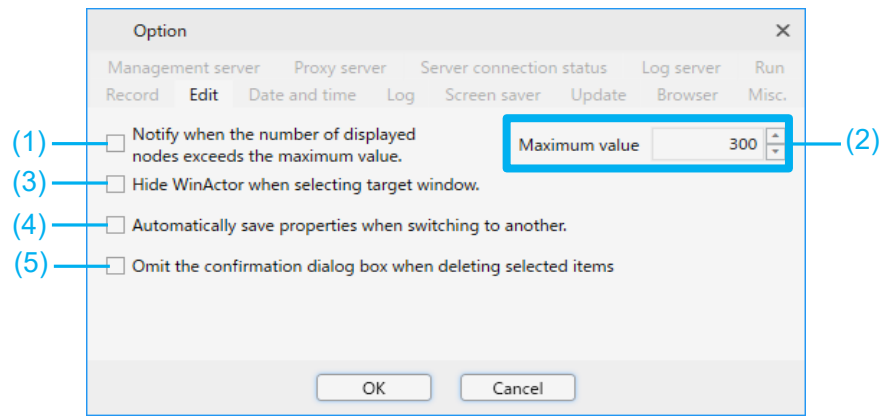 Option
Management server Proxy server Server connection status Log server Run
Record Edit Date and time Log Screen saver Update Browser Misc.
(1) Notify when the number of displayed
nodes exceeds the maximum value.
Maximum value 300 (2)
(3) Hide WinActor when selecting target window.
(4) Automatically save properties when switching to another.
(5) Omit the confirmation dialog box when deleting selected items
OK Cancel